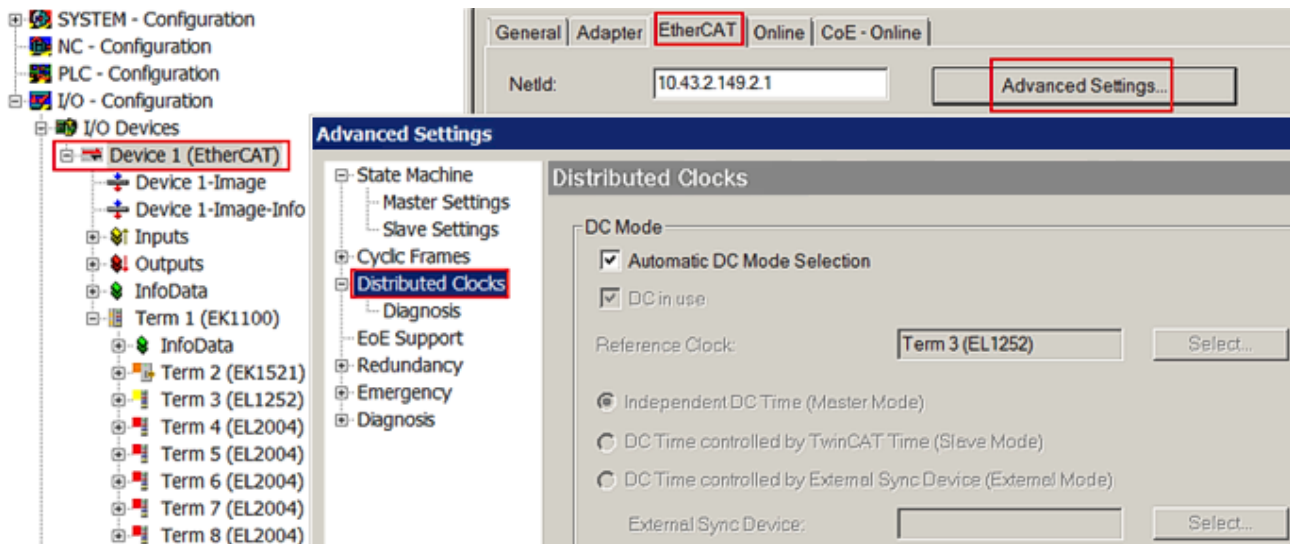 SYSTEM - Configuration
NC - Configuration
PLC - Configuration
I/O - Configuration
I/O Devices
Device 1 (EtherCAT)
Device 1-Image
Device 1-Image-Info
Inputs
Outputs
InfoData
Term 1 (EK1100)
InfoData
Term 2 (EK1521)
Term 3 (EL1252)
Term 4 (EL2004)
Term 5 (EL2004)
Term 6 (EL2004)
Term 7 (EL2004)
Term 8 (EL2004)
General Adapter EtherCAT Online CoE - Online
NetId: 10.43.2.149.2.1 Advanced Settings...
Advanced Settings
State Machine
Master Settings
Slave Settings
Cyclic Frames
Distributed Clocks
Diagnosis
EoE Support
Redundancy
Emergency
Diagnosis
Distributed Clocks
DC Mode
Automatic DC Mode Selection
DC in use
Reference Clock: Term 3 (EL1252) Select...
Independent DC Time (Master Mode)
DC Time controlled by TwinCAT Time (Slave Mode)
DC Time controlled by External Sync Device (External Mode)
External Sync Device: Select...